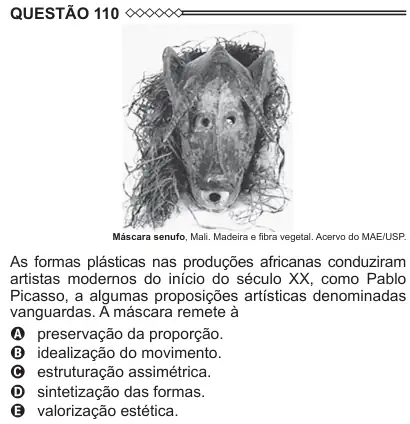 QUESTÃO 110
Máscara senufo, Mali. Madeira e fibra vegetal. Acervo do MAE/USP.
As formas plásticas nas produções africanas conduziram
artistas modernos do início do século XX, como Pablo
Picasso, a algumas proposições artísticas denominadas
vanguardas. A máscara remete à
A preservação da proporção.
B idealização do movimento.
C estruturação assimétrica.
D sintetização das formas.
E valorização estética.